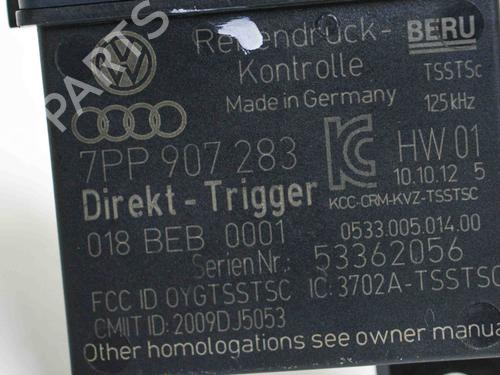 Reifendruck- BERU
Kontrolle TSSTSc
Made in Germany 125 kHz
7PP 907 283 HW 01
10.10.12 5
Direkt - Trigger KCC-CRM-KVZ-TSSTSC
018 BEB 0001 0533.005.014.00
Serien Nr.: 53362056
FCC ID OYGTSSTSC IC: 3702A-TSSTSC
CMIIT ID: 2009DJ5053
Other homologations see owner manua